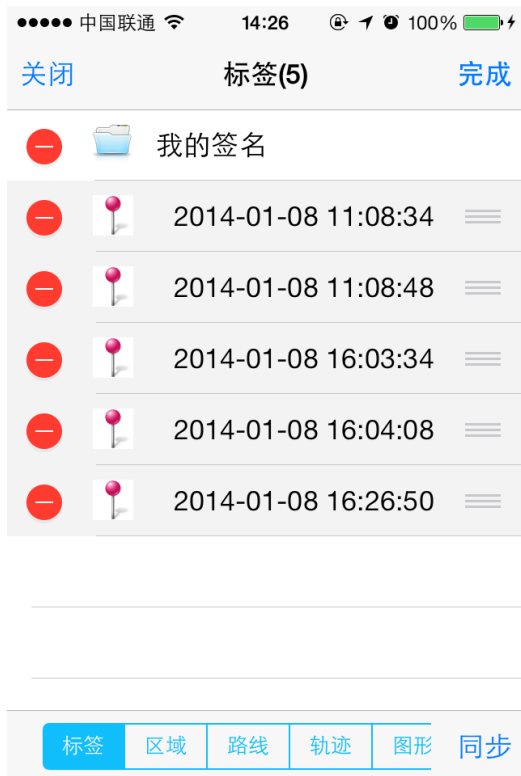 中国联通 14:26 100%
关闭 标签(5) 完成
我的签名
2014-01-08 11:08:34
2014-01-08 11:08:48
2014-01-08 16:03:34
2014-01-08 16:04:08
2014-01-08 16:26:50
标签 区域 路线 轨迹 图形 同步